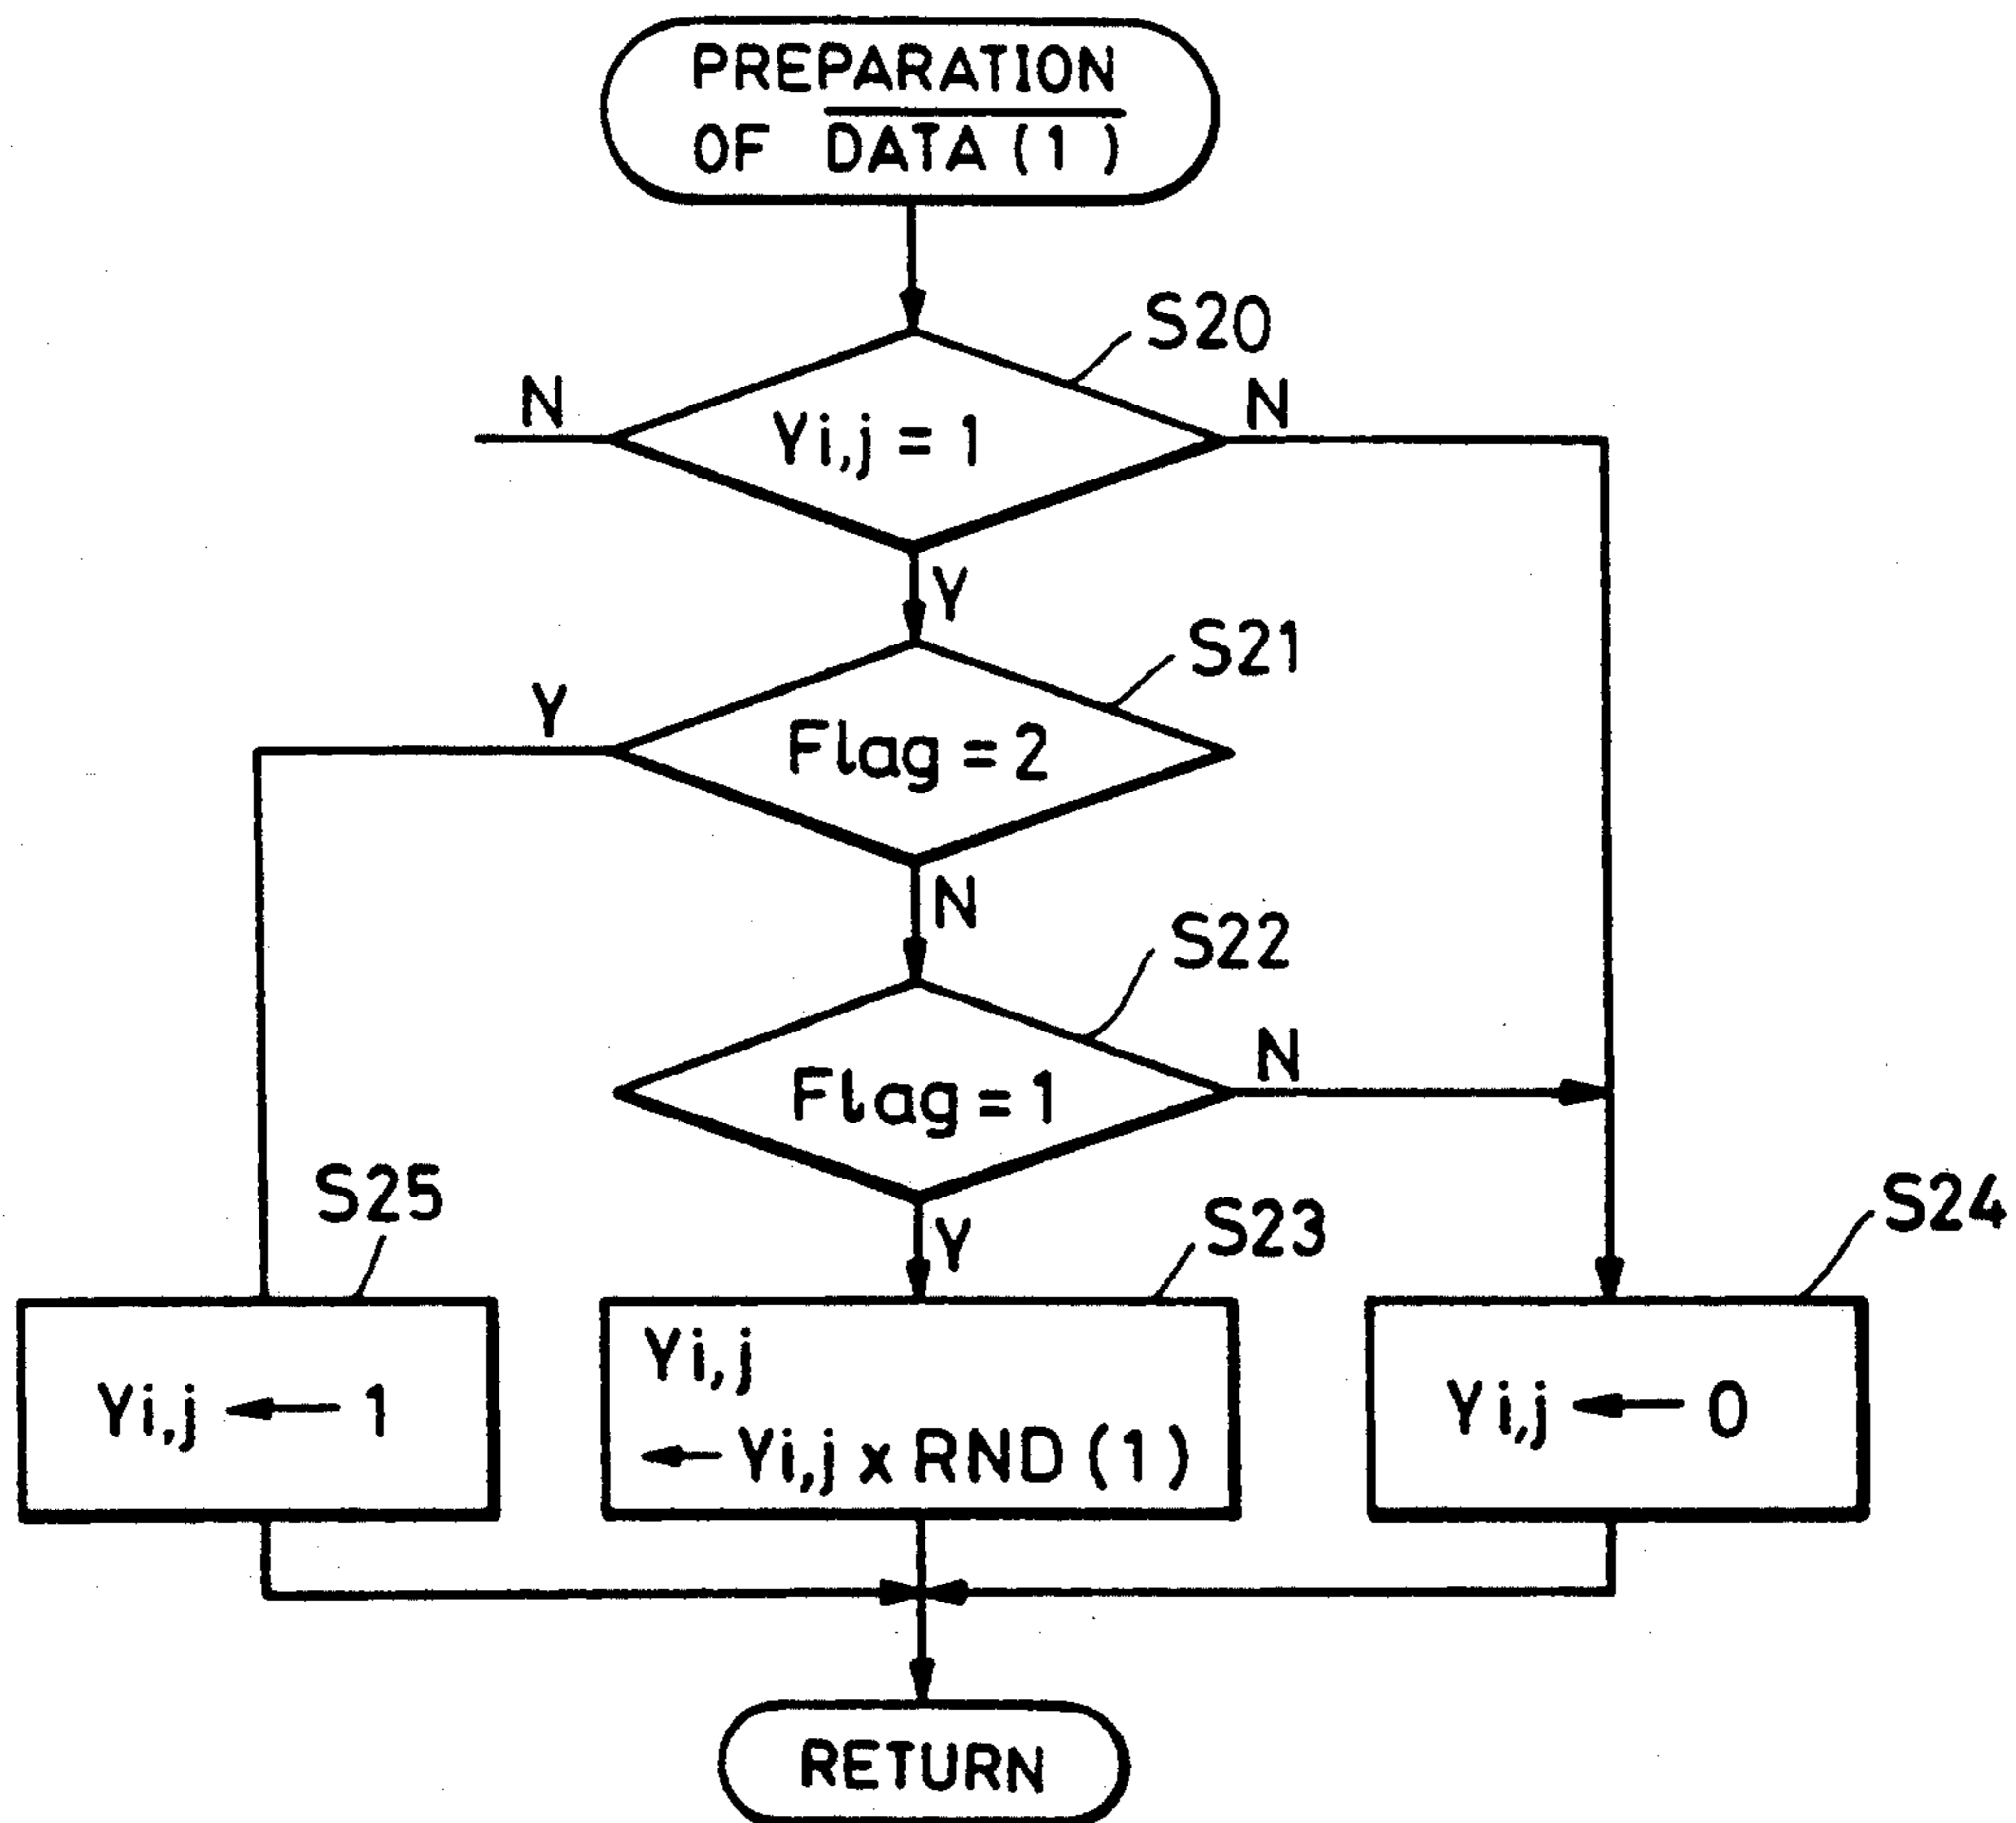 PREPARATION
OF DATA(1)
S20
N
Yi,j = 1
N
Y
S21
Y
Flag = 2
N
S22
Flag = 1
N
Y
S25
S23
S24
Yi,j ← 1
Yi,j
← Yi,j x RND(1)
Yi,j ← 0
RETURN